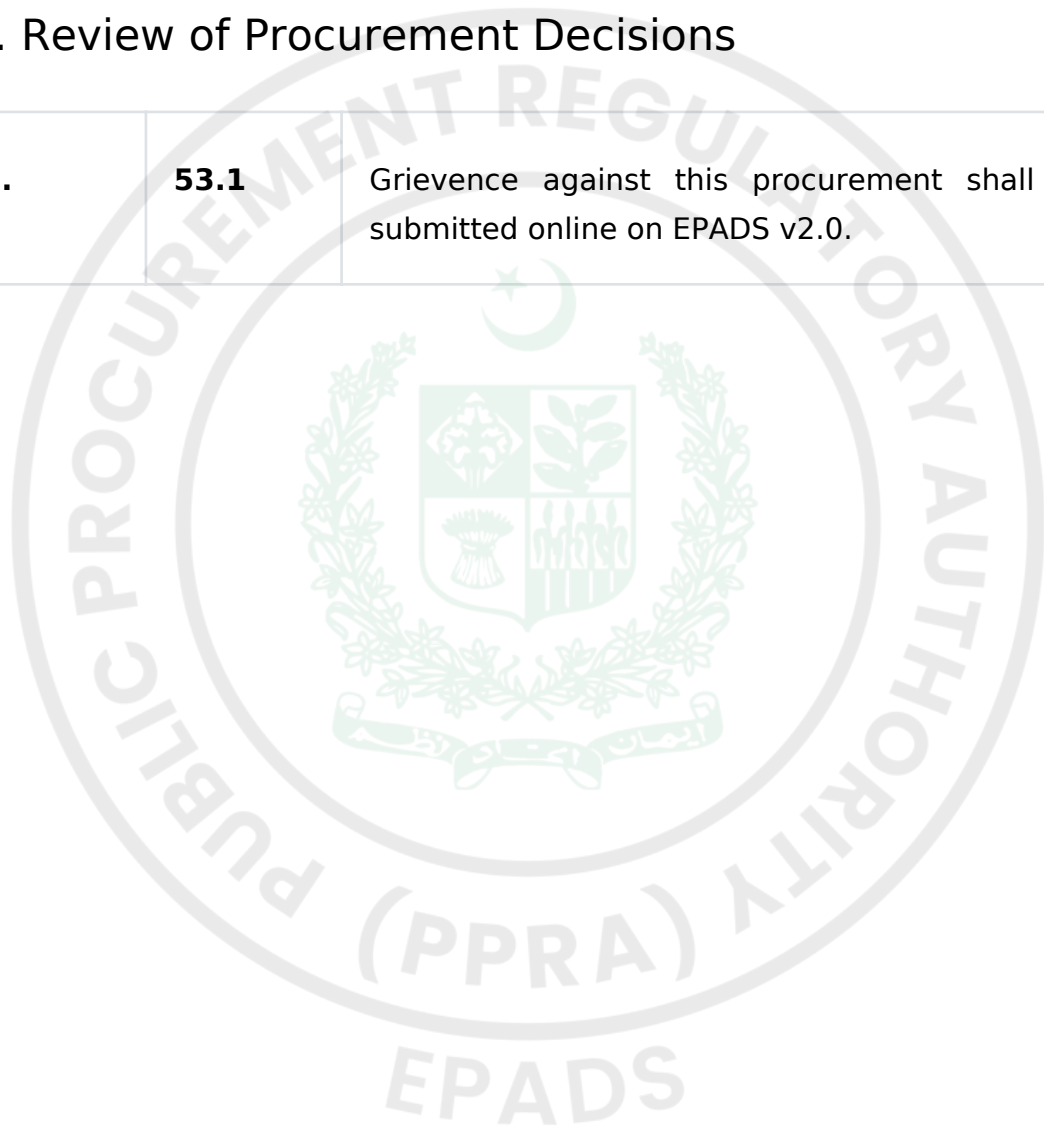 . Review of Procurement Decisions
. 53.1 Grievence against this procurement shall
submitted online on EPADS v2.0.
PUBLIC PROCUREMENT REGULATORY AUTHORITY
(PPRA)
EPADS